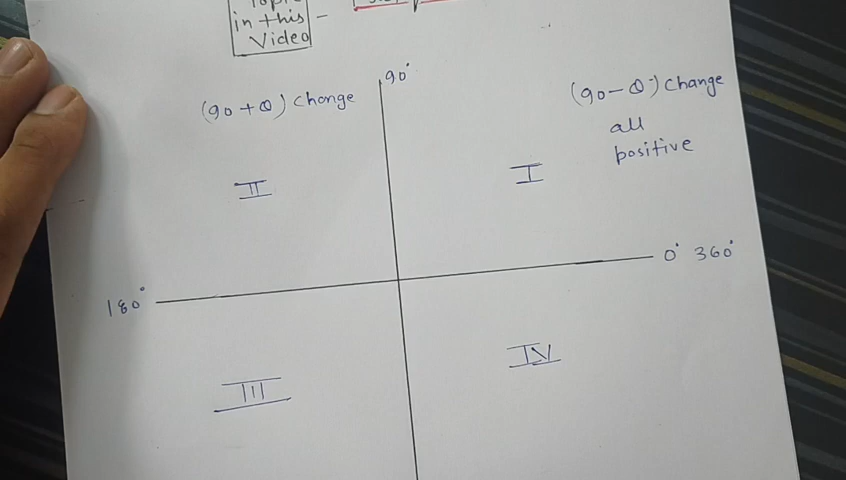 in this -
Video
90°
(90+θ) Change
(90-θ) Change
all
positive
II
I
180°
0° 360°
III
IV